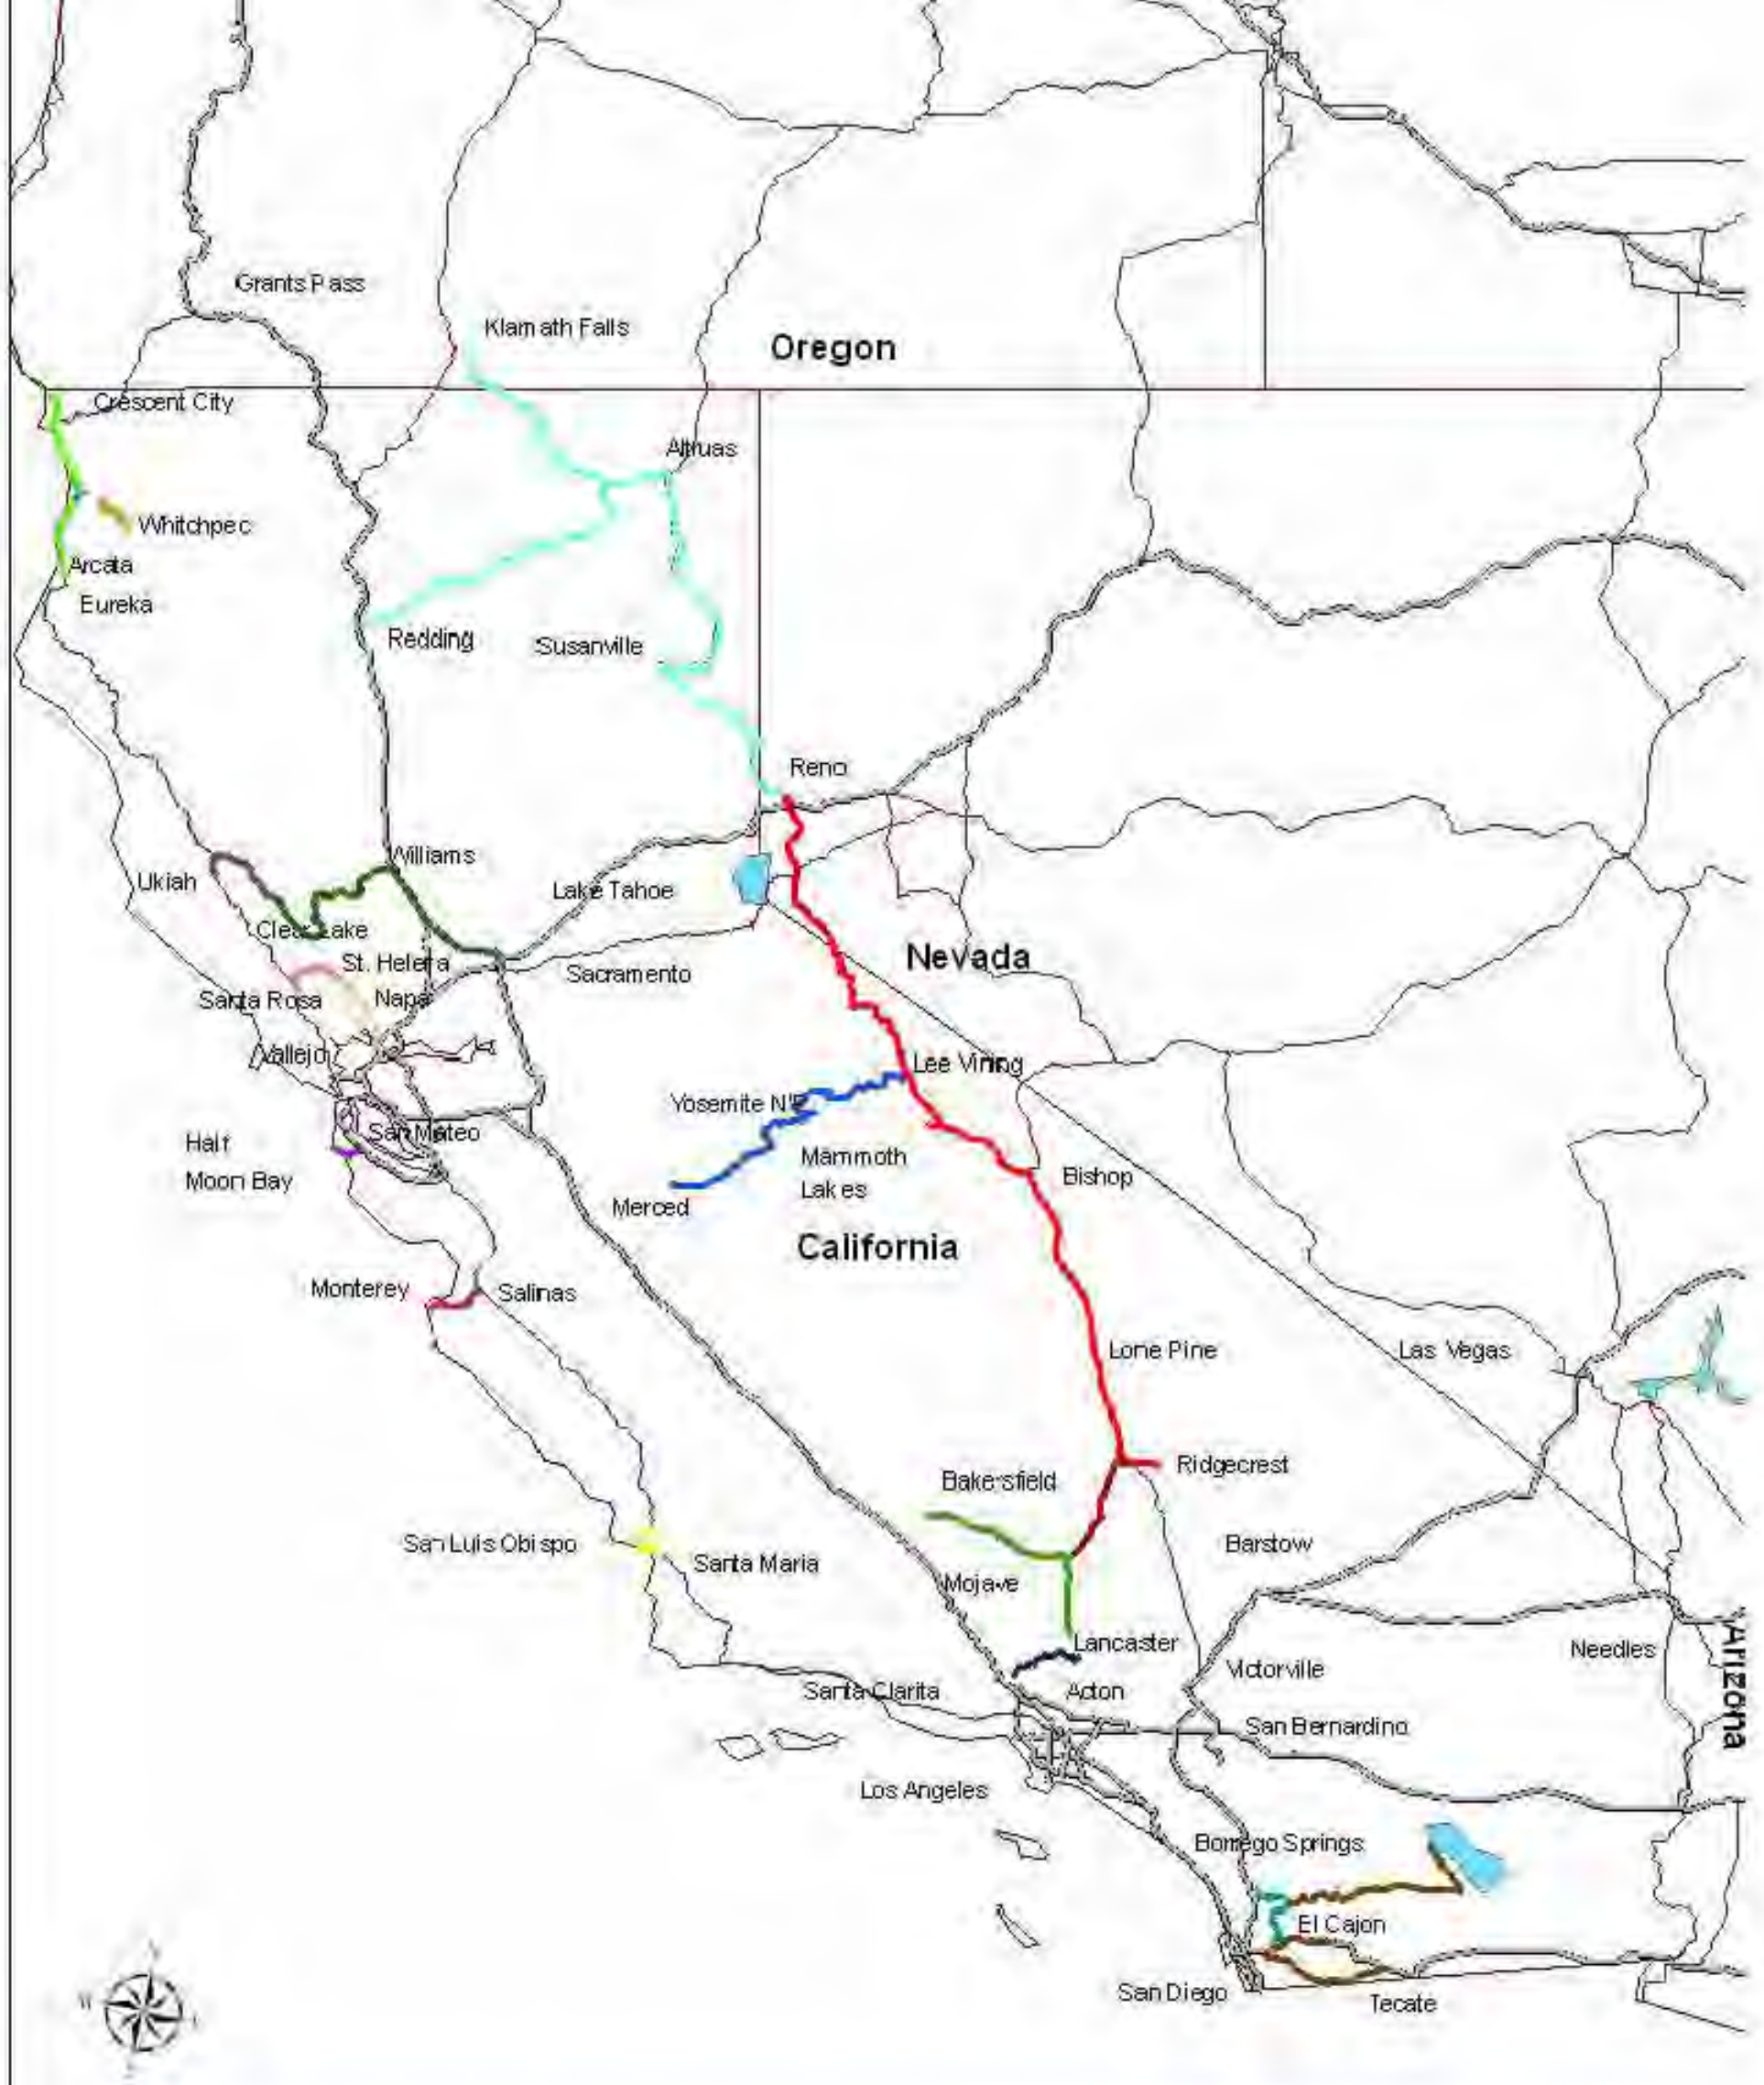 Grants Pass
Klamath Falls
Oregon
Crescent City
Altruas
Whitchpec
Arcata
Eureka
Redding
Susanville
Reno
Williams
Ukiah
Lake Tahoe
Clear Lake
Nevada
St. Helena
Sacramento
Santa Rosa
Napa
Vallejo
Lee Vining
Yosemite N'P
San Mateo
Half
Moon Bay
Mammoth
Lakes
Bishop
Merced
California
Monterey
Salinas
Lone Pine
Las Vegas
Ridgecrest
Bakersfield
San Luis Obispo
Barstow
Santa Maria
Mojave
Lancaster
Needles
Arizona
Victorville
Santa Clarita
Acton
San Bernardino
Los Angeles
Borrego Springs
El Cajon
San Diego
Tecate
W